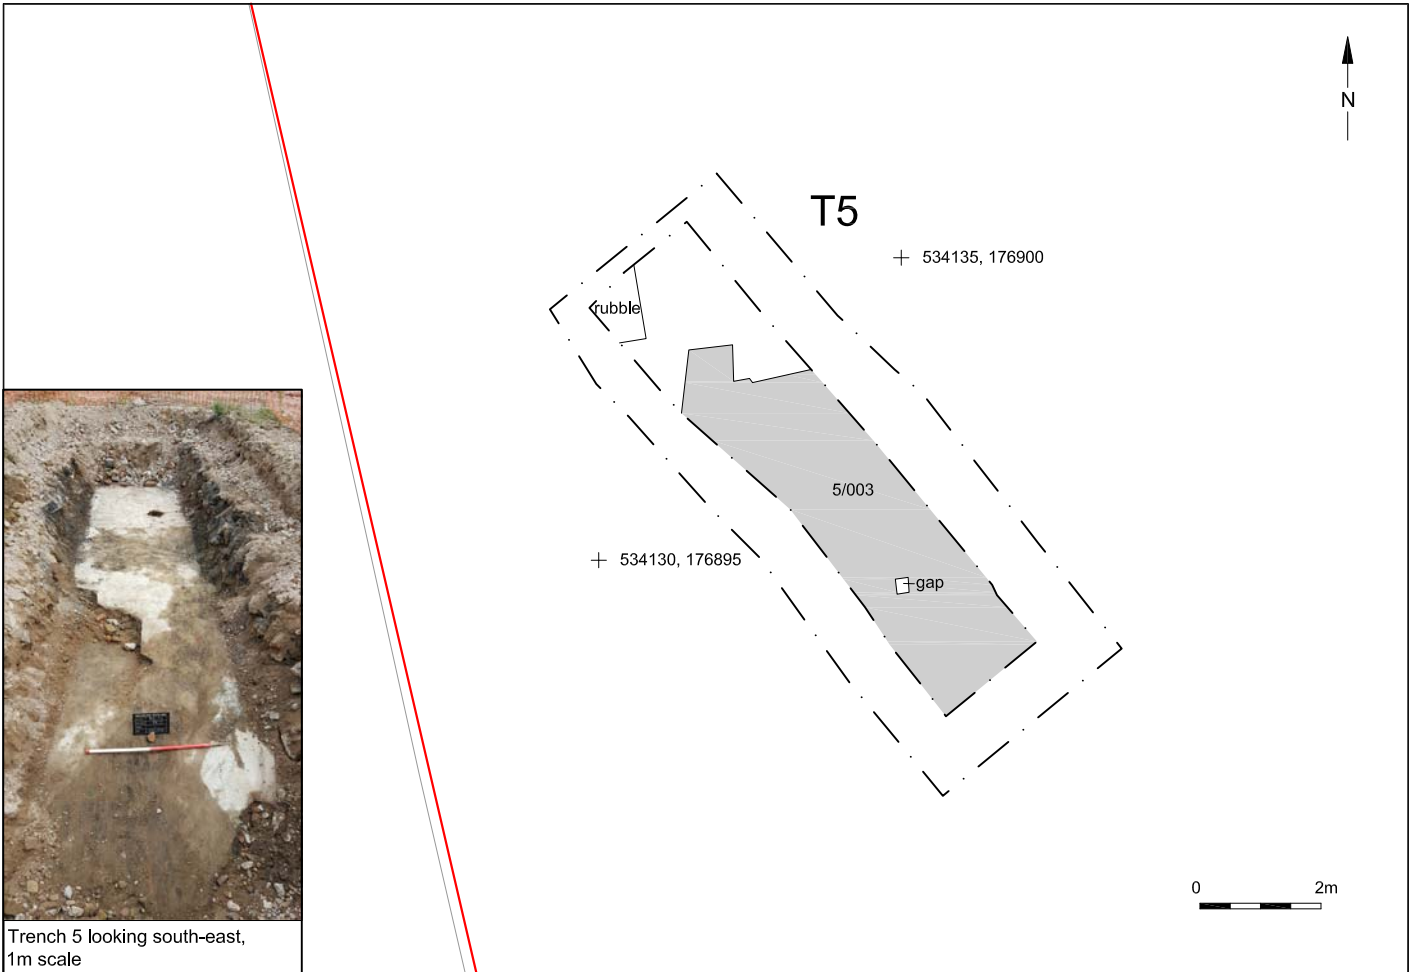 N
T5
534135, 176900
rubble
5/003
534130, 176895
gap
0 2m
Trench 5 looking south-east,
1m scale